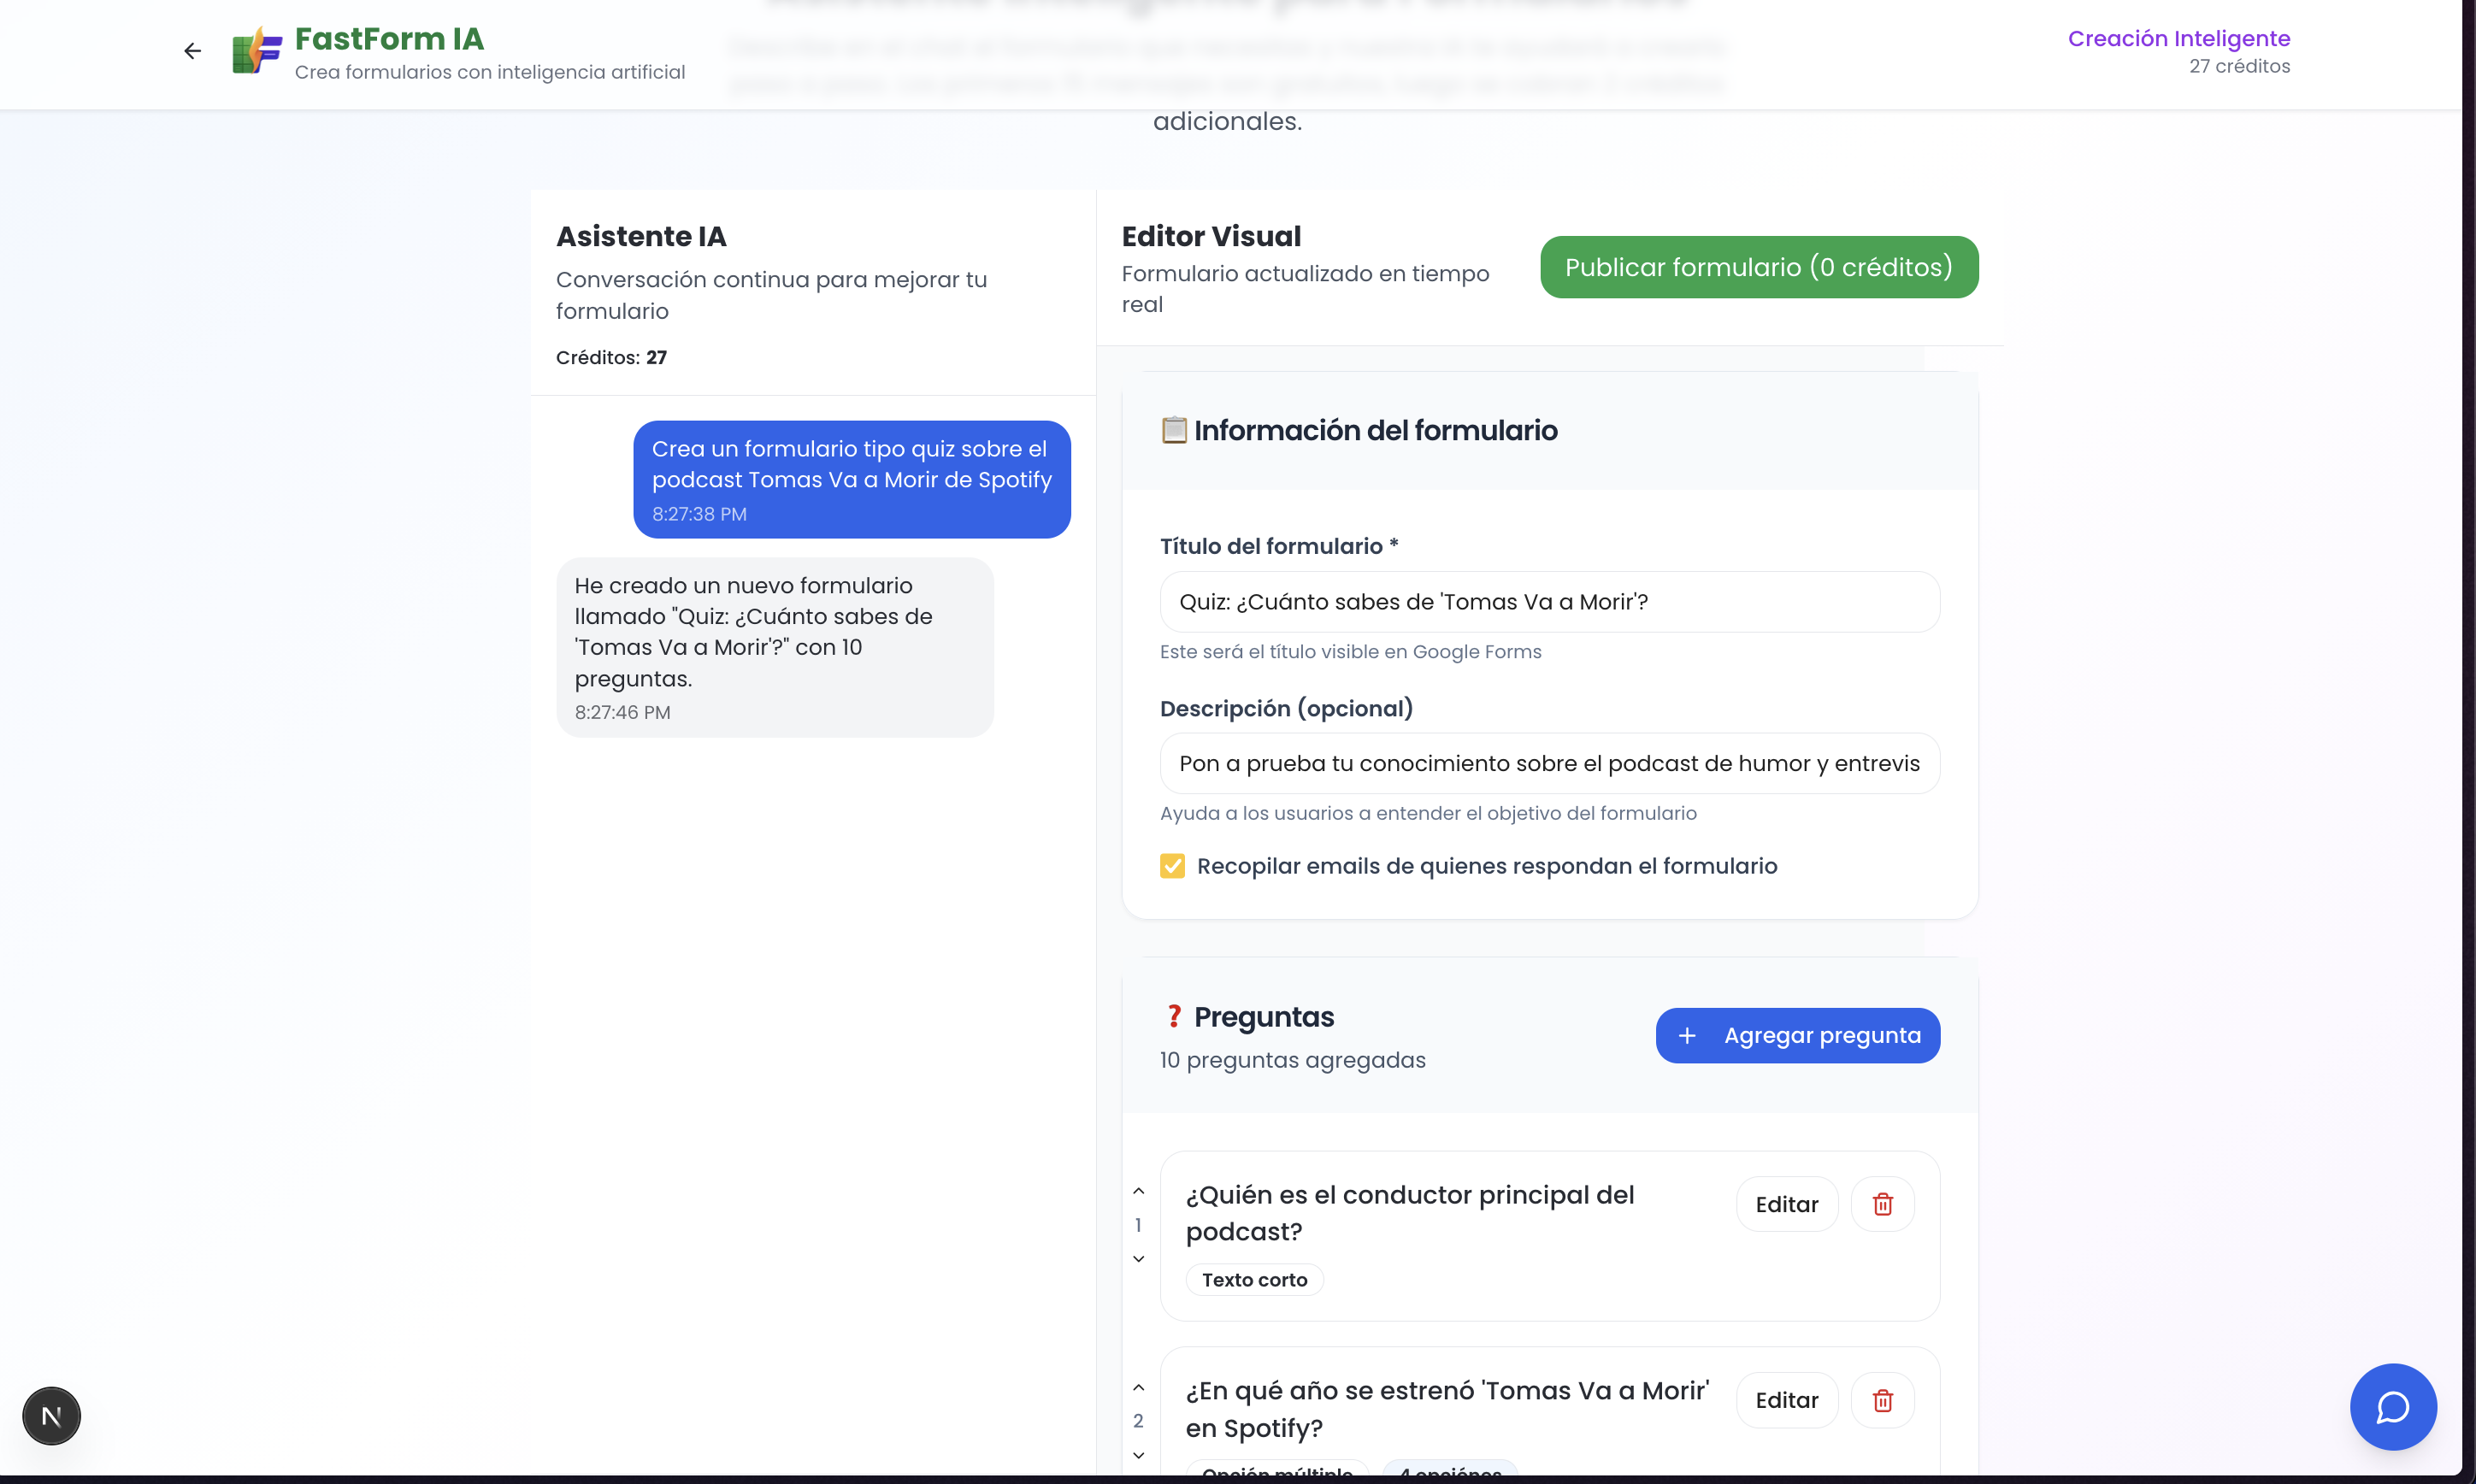 FastForm IA
Crea formularios con inteligencia artificial
Creación Inteligente
27 créditos
adicionales.
Asistente IA
Conversación continua para mejorar tu
formulario
Créditos: 27
Crea un formulario tipo quiz sobre el
podcast Tomas Va a Morir de Spotify
8:27:38 PM
He creado un nuevo formulario
llamado "Quiz: ¿Cuánto sabes de
'Tomas Va a Morir'?" con 10
preguntas.
8:27:46 PM
Editor Visual
Formulario actualizado en tiempo
real
Publicar formulario (0 créditos)
📋 Información del formulario
Título del formulario *
Quiz: ¿Cuánto sabes de 'Tomas Va a Morir'?
Este será el título visible en Google Forms
Descripción (opcional)
Pon a prueba tu conocimiento sobre el podcast de humor y entrevis
Ayuda a los usuarios a entender el objetivo del formulario
Recopilar emails de quienes respondan el formulario
❓ Preguntas
10 preguntas agregadas
+ Agregar pregunta
1
¿Quién es el conductor principal del
podcast?
Texto corto
Editar
2
¿En qué año se estrenó 'Tomas Va a Morir'
en Spotify?
Editar
Opción múltiple
4 opciónes
N